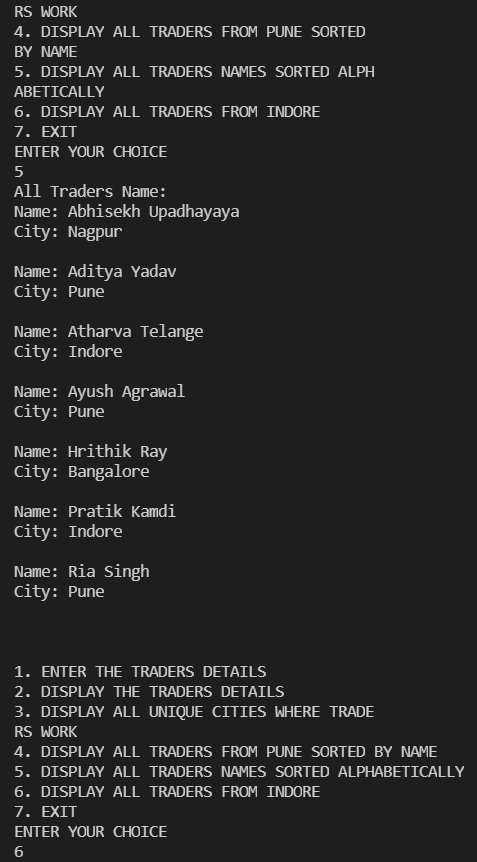 RS WORK
4. DISPLAY ALL TRADERS FROM PUNE SORTED
BY NAME
5. DISPLAY ALL TRADERS NAMES SORTED ALPH
ABETICALLY
6. DISPLAY ALL TRADERS FROM INDORE
7. EXIT
ENTER YOUR CHOICE
5
All Traders Name:
Name: Abhisekh Upadhayaya
City: Nagpur
Name: Aditya Yadav
City: Pune
Name: Atharva Telange
City: Indore
Name: Ayush Agrawal
City: Pune
Name: Hrithik Ray
City: Bangalore
Name: Pratik Kamdi
City: Indore
Name: Ria Singh
City: Pune
1. ENTER THE TRADERS DETAILS
2. DISPLAY THE TRADERS DETAILS
3. DISPLAY ALL UNIQUE CITIES WHERE TRADE
RS WORK
4. DISPLAY ALL TRADERS FROM PUNE SORTED BY NAME
5. DISPLAY ALL TRADERS NAMES SORTED ALPHABETICALLY
6. DISPLAY ALL TRADERS FROM INDORE
7. EXIT
ENTER YOUR CHOICE
6